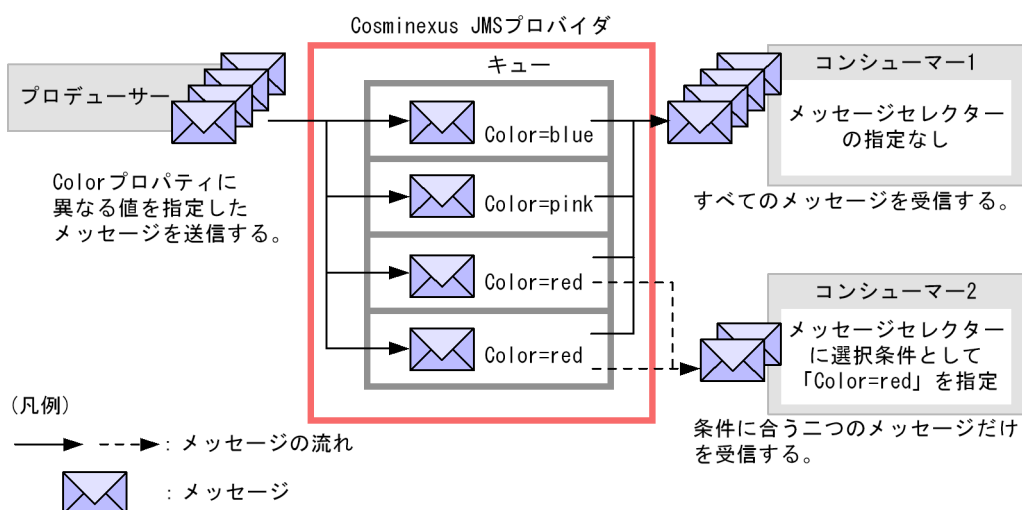 Cosminexus JMSプロバイダ
キュー
プロデューサー
Colorプロパティに
異なる値を指定した
メッセージを送信する。
Color=blue
Color=pink
Color=red
Color=red
コンシューマー1
メッセージセレクター
の指定なし
すべてのメッセージを受信する。
コンシューマー2
メッセージセレクター
に選択条件として
「Color=red」を指定
条件に合う二つのメッセージだけ
を受信する。
(凡例)
：メッセージの流れ
：メッセージ